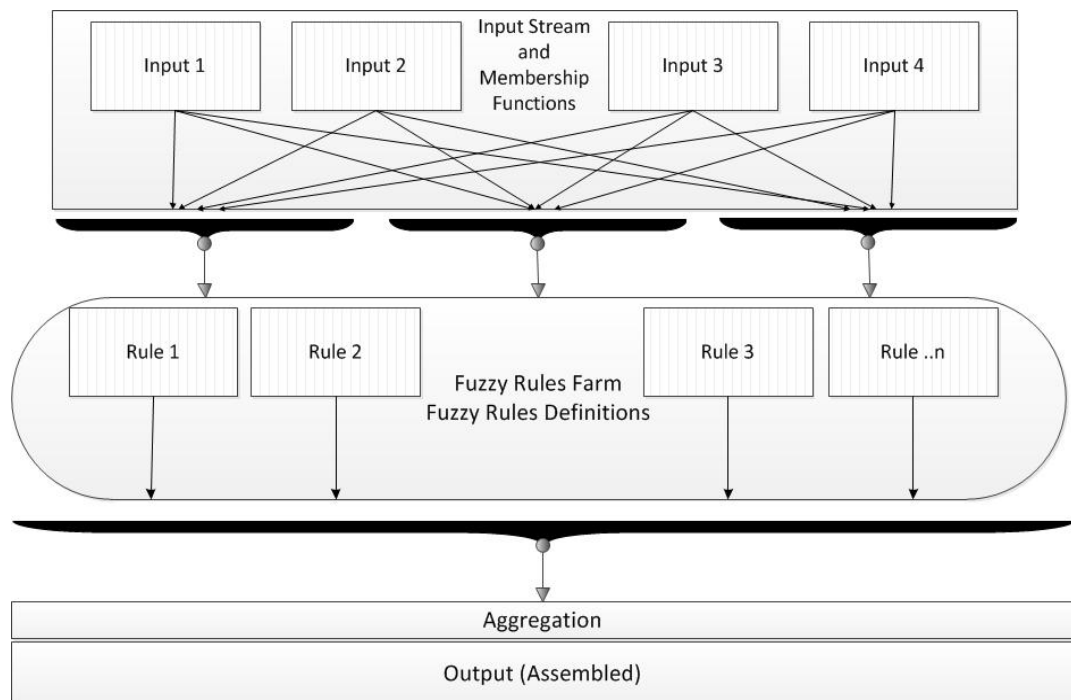 Input 1
Input 2
Input Stream
and
Membership
Functions
Input 3
Input 4
Rule 1
Rule 2
Rule 3
Rule ..n
Fuzzy Rules Farm
Fuzzy Rules Definitions
Aggregation
Output (Assembled)